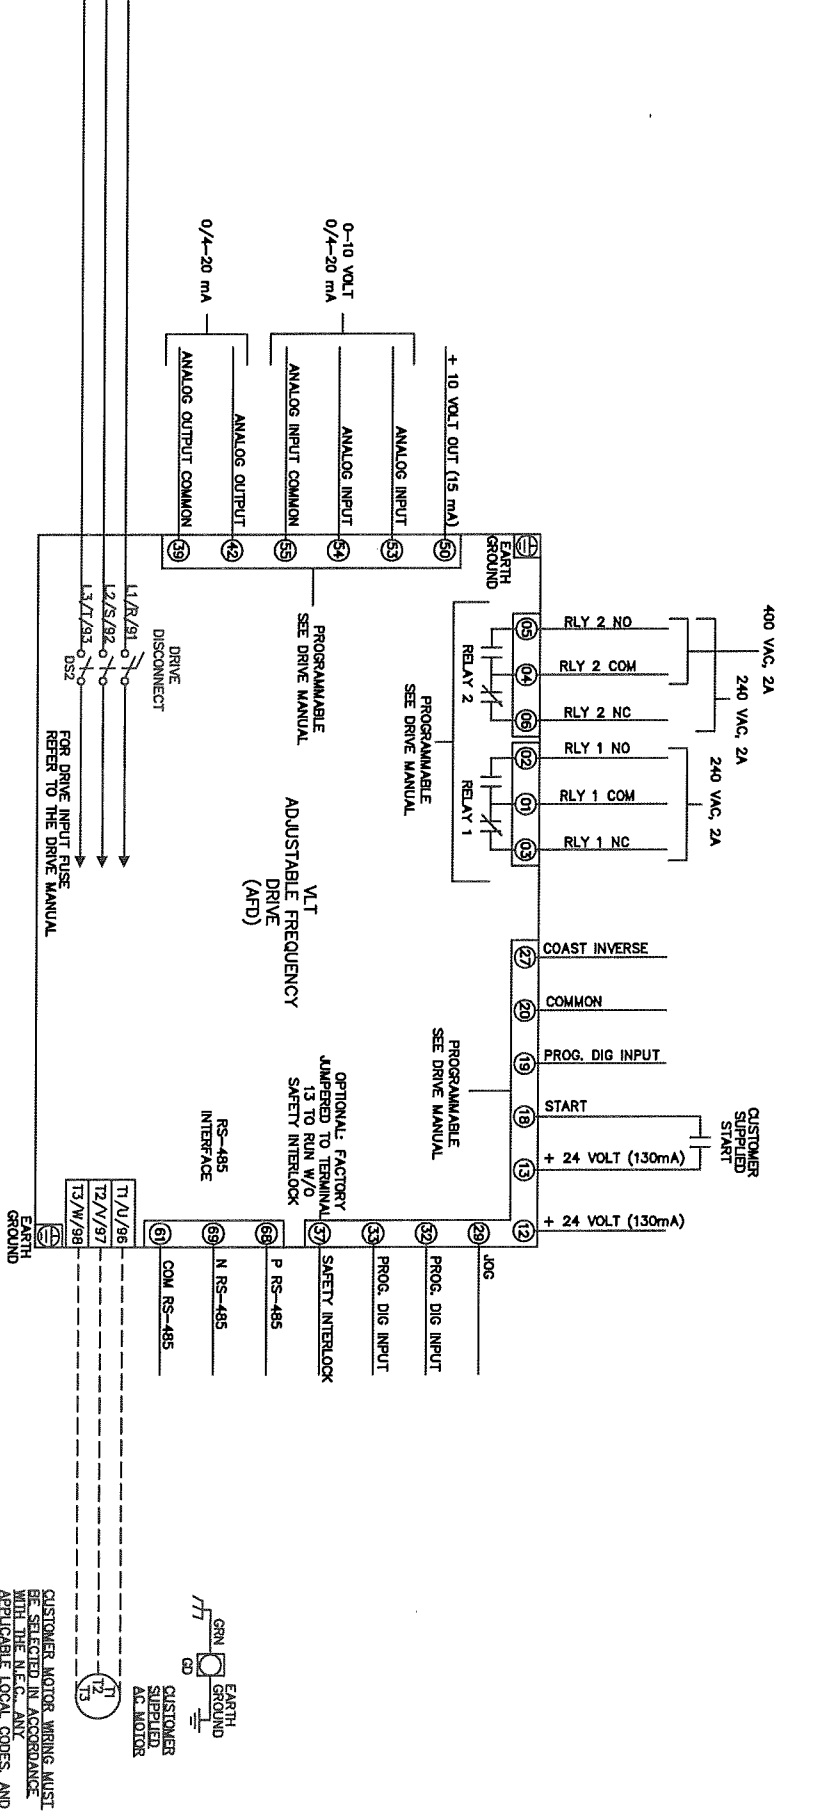 0-10 VOLT
0/4-20 mA
0/4-20 mA
+ 10 VOLT OUT (15 mA)
ANALOG INPUT
ANALOG INPUT
ANALOG INPUT COMMON
ANALOG OUTPUT
ANALOG OUTPUT COMMON
50
53
54
55
42
39
EARTH
GROUND
PROGRAMMABLE
SEE DRIVE MANUAL
400 VAC, 2A
240 VAC, 2A
240 VAC, 2A
RLY 2 NO
RLY 2 COM
RLY 2 NC
RLY 1 NO
RLY 1 COM
RLY 1 NC
05
04
06
02
01
03
RELAY 2
RELAY 1
PROGRAMMABLE
SEE DRIVE MANUAL
L1/R/91
L2/S/92
L3/T/93
DRIVE
DISCONNECT
DS2
FOR DRIVE INPUT FUSE
REFER TO THE DRIVE MANUAL
VLT
ADJUSTABLE FREQUENCY
DRIVE
(AFD)
COAST INVERSE
COMMON
PROG. DIG INPUT
START
+ 24 VOLT (130mA)
+ 24 VOLT (130mA)
27
20
19
18
13
12
CUSTOMER
SUPPLIED
START
PROGRAMMABLE
SEE DRIVE MANUAL
OPTIONAL: FACTORY
JUMPERED TO TERMINAL
13 TO RUN W/O
SAFETY INTERLOCK
RS-485
INTERFACE
29
32
33
37
68
69
61
JOG
PROG. DIG INPUT
PROG. DIG INPUT
SAFETY INTERLOCK
P RS-485
N RS-485
COM RS-485
T1/U/96
T2/V/97
T3/W/98
EARTH
GROUND
GRN
GD
EARTH
GROUND
T1
T2
T3
CUSTOMER
SUPPLIED
AC MOTOR
CUSTOMER MOTOR WIRING MUST
BE SELECTED IN ACCORDANCE
WITH THE N.E.C., ANY
APPLICABLE LOCAL CODES, AND